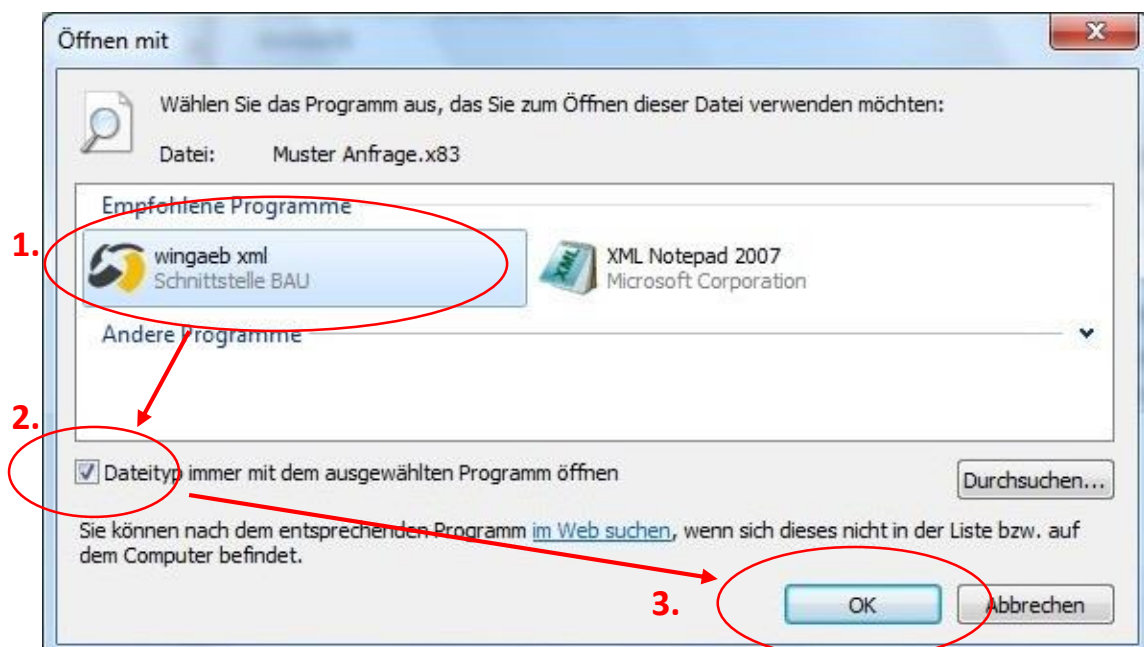 Öffnen mit
Wählen Sie das Programm aus, das Sie zum Öffnen dieser Datei verwenden möchten:
Datei: Muster Anfrage.x83
Empfohlene Programme
1.
wingaeb xml
Schnittstelle BAU
XML
XML Notepad 2007
Microsoft Corporation
Andere Programme
2.
Dateityp immer mit dem ausgewählten Programm öffnen
Durchsuchen...
Sie können nach dem entsprechenden Programm im Web suchen, wenn sich dieses nicht in der Liste bzw. auf
dem Computer befindet.
3.
OK
Abbrechen